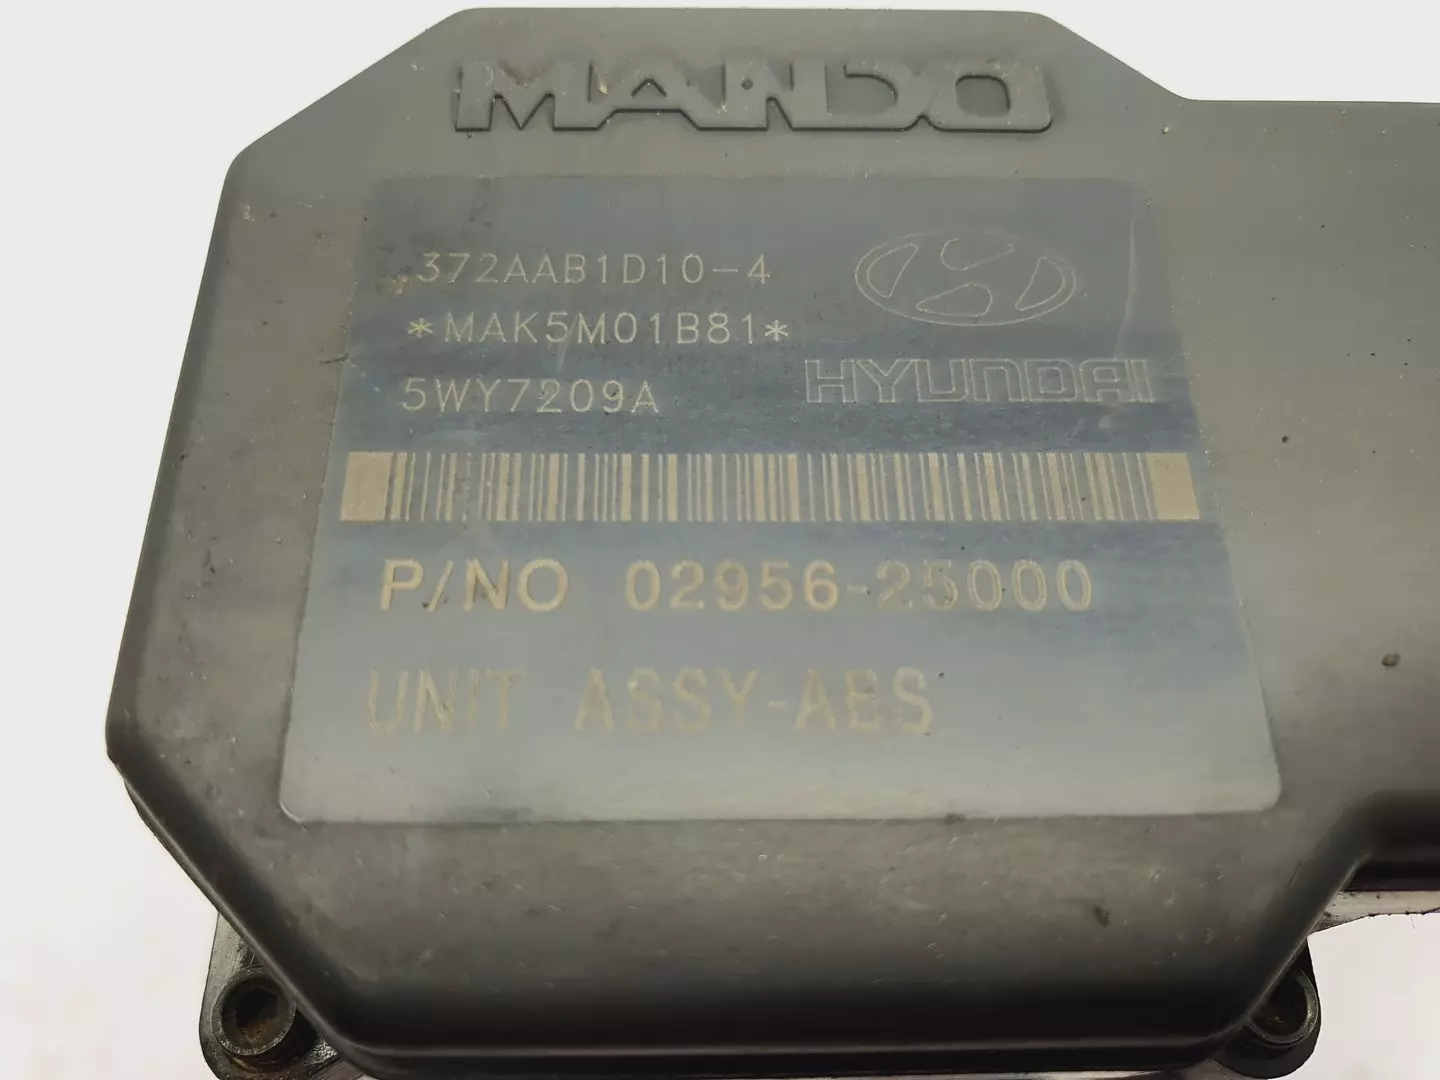 MANDO
372AAB1D10-4
*MAK5M01B81*
5WY7209A
HYUNDAI
P/NO 02956-25000
UNIT ASSY-ABS